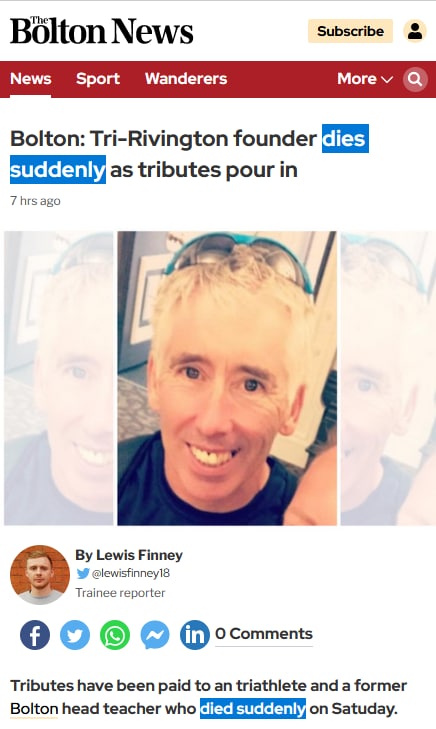 The
Bolton News
Subscribe
News Sport Wanderers More
Bolton: Tri-Rivington founder dies
suddenly as tributes pour in
7 hrs ago
By Lewis Finney
@lewisfinney18
Trainee reporter
0 Comments
Tributes have been paid to an triathlete and a former
Bolton head teacher who died suddenly on Satuday.